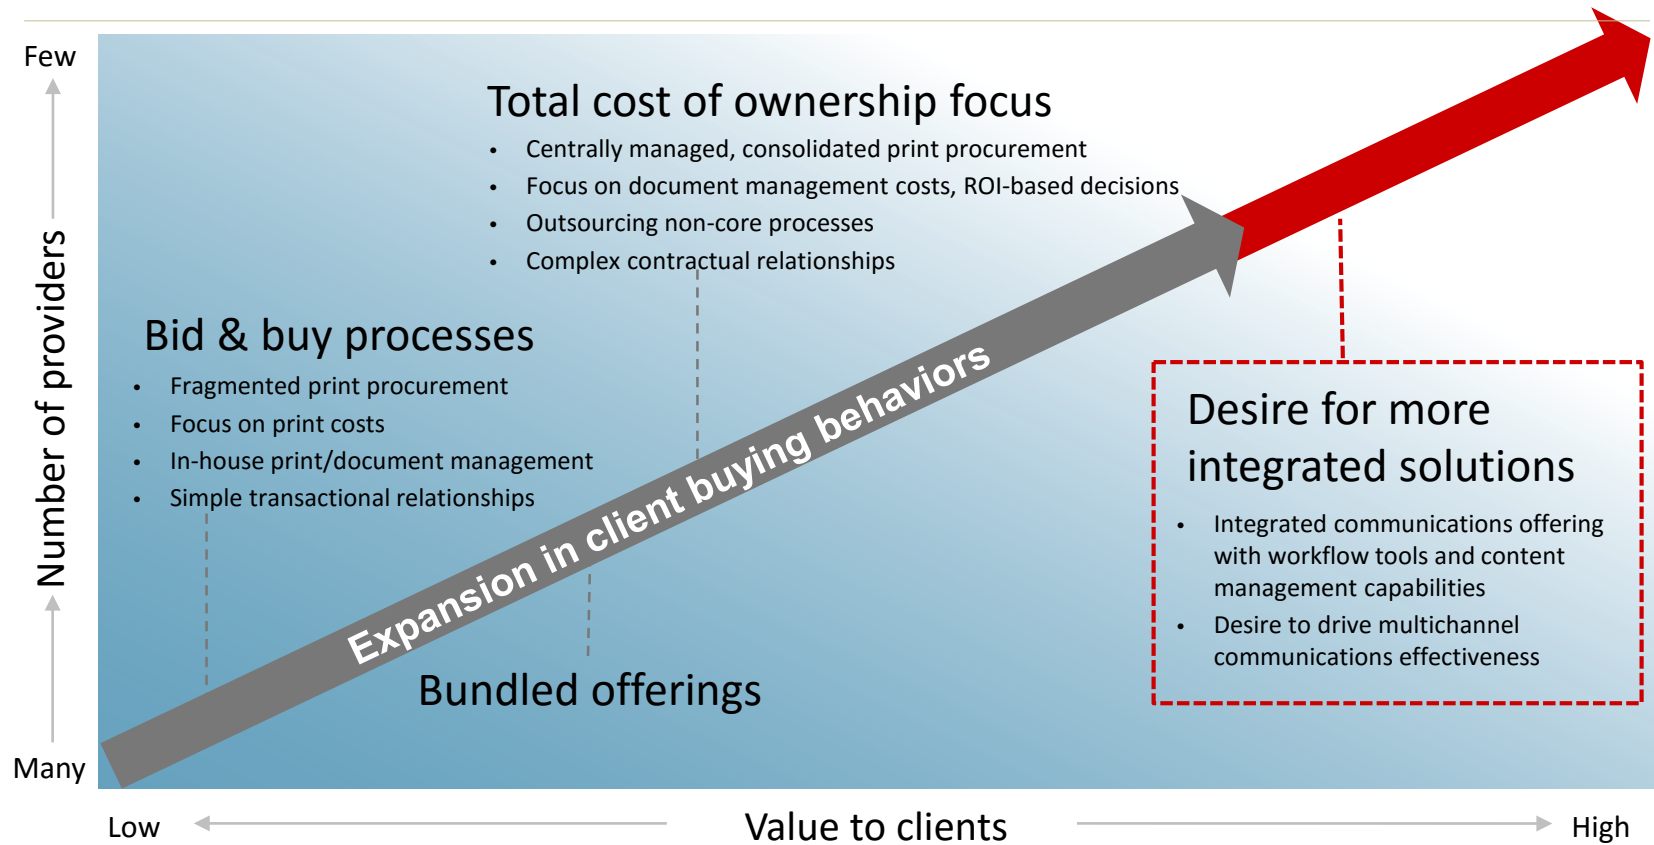 Few
Total cost of ownership focus
• Centrally managed, consolidated print procurement
• Focus on document management costs, ROI-based decisions
• Outsourcing non-core processes
• Complex contractual relationships
Bid & buy processes
• Fragmented print procurement
• Focus on print costs
• In-house print/document management
• Simple transactional relationships
Number of providers
Expansion in client buying behaviors
Desire for more
integrated solutions
• Integrated communications offering
with workflow tools and content
management capabilities
• Desire to drive multichannel
communications effectiveness
Bundled offerings
Many
Low
Value to clients
High